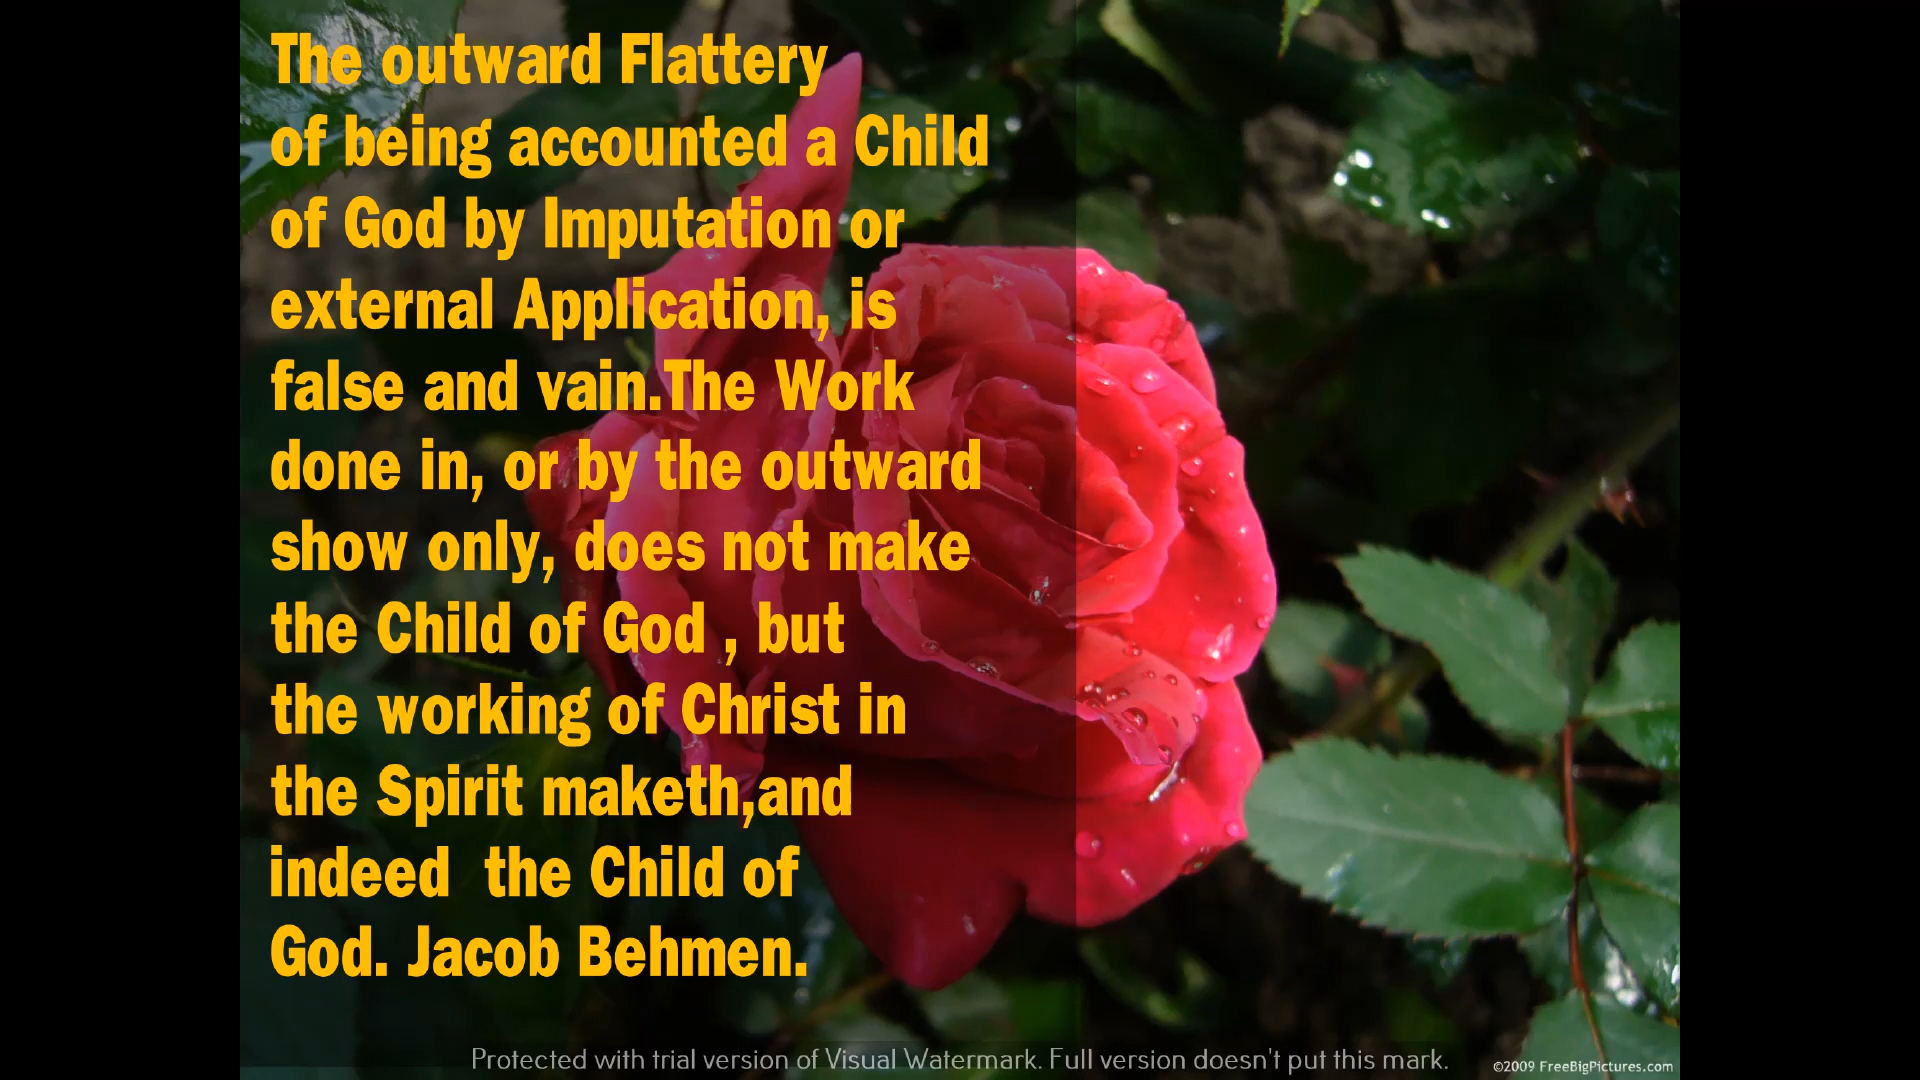 The outward Flattery
of being accounted a Child
of God by Imputation or
external Application, is
false and vain.The Work
done in, or by the outward
show only, does not make
the Child of God , but
the working of Christ in
the Spirit maketh,and
indeed  the Child of
God. Jacob Behmen.
Protected with trial version of Visual Watermark. Full version doesn't put this mark.
©2009 FreeBigPictures.com